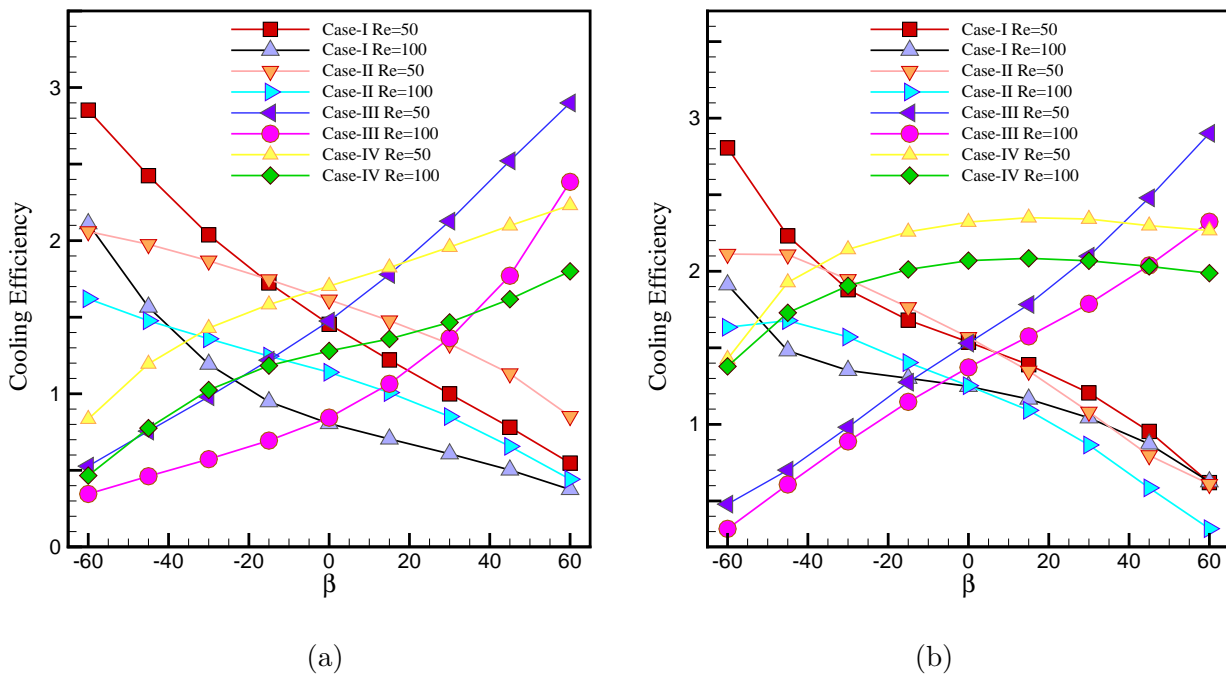 Cooling Efficiency
3
2
1
0
Case-I Re=50
Case-I Re=100
Case-II Re=50
Case-II Re=100
Case-III Re=50
Case-III Re=100
Case-IV Re=50
Case-IV Re=100
-60 -40 -20 0 20 40 60
β
(a)
Cooling Efficiency
3
2
1
Case-I Re=50
Case-I Re=100
Case-II Re=50
Case-II Re=100
Case-III Re=50
Case-III Re=100
Case-IV Re=50
Case-IV Re=100
-60 -40 -20 0 20 40 60
β
(b)